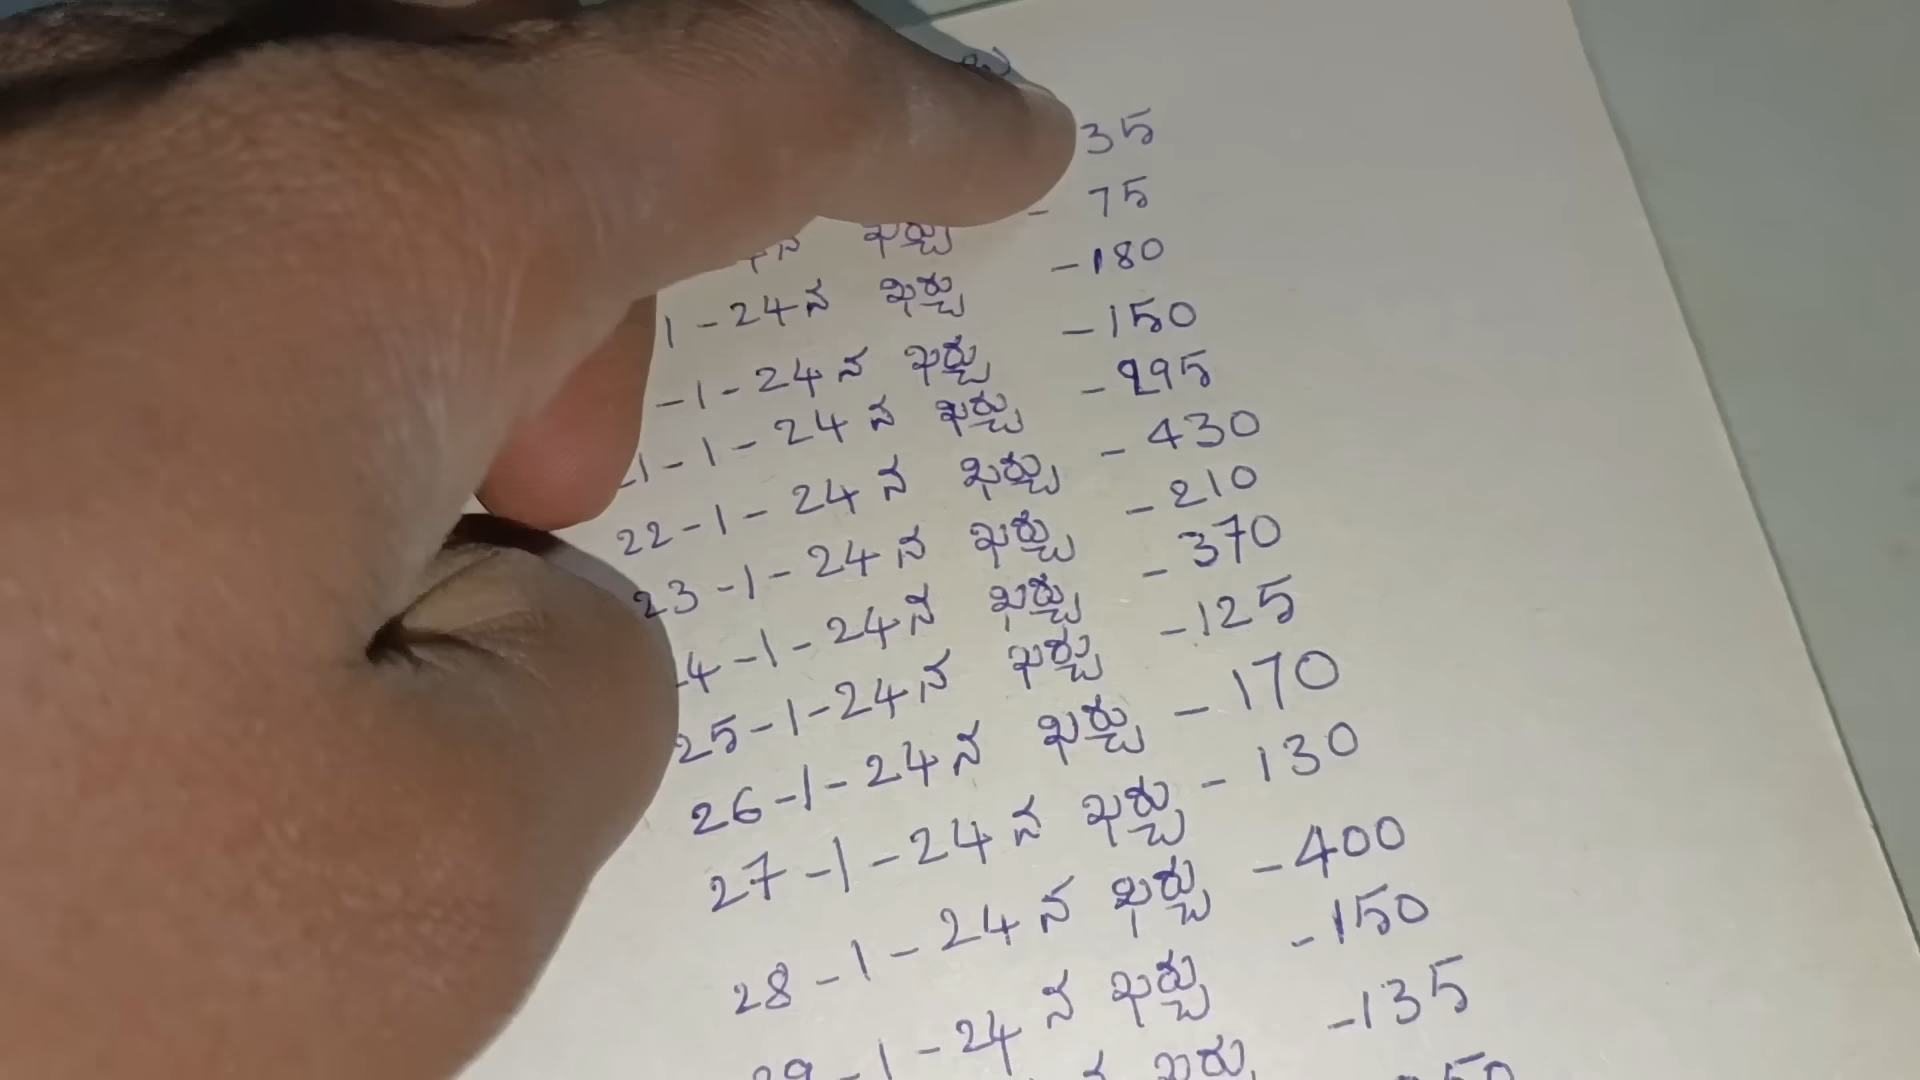 35
ನ ಖರ್ಚು - 75
1-24ನ ಖರ್ಚು -180
-1-24ನ ಖರ್ಚು -150
1-1-24ನ ಖರ್ಚು -295
22-1-24ನ ಖರ್ಚು - 430
23-1-24ನ ಖರ್ಚು -210
4-1-24ನ ಖರ್ಚು - 370
25-1-24ನ ಖರ್ಚು -125
26-1-24ನ ಖರ್ಚು - 170
27-1-24ನ ಖರ್ಚು - 130
28-1-24ನ ಖರ್ಚು -400
29-1-24ನ ಖರ್ಚು -150
ನ ಖರ್ಚು -135